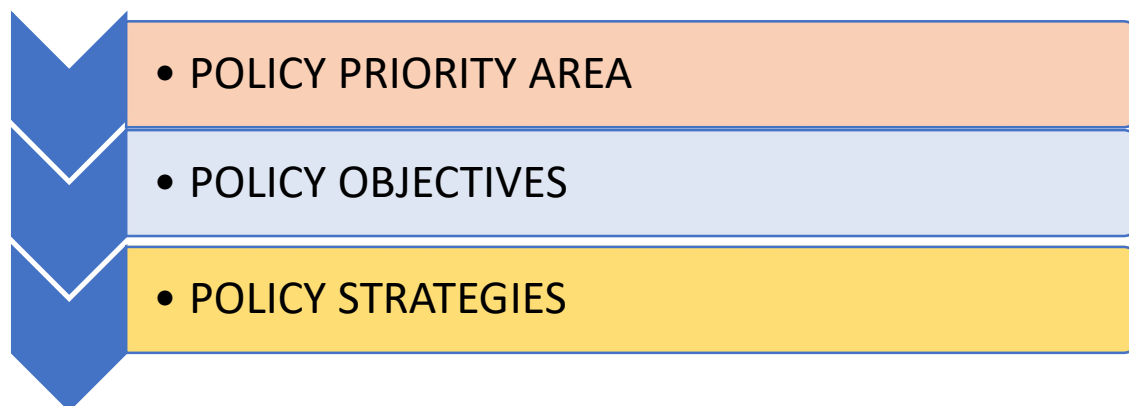 • POLICY PRIORITY AREA
• POLICY OBJECTIVES
• POLICY STRATEGIES